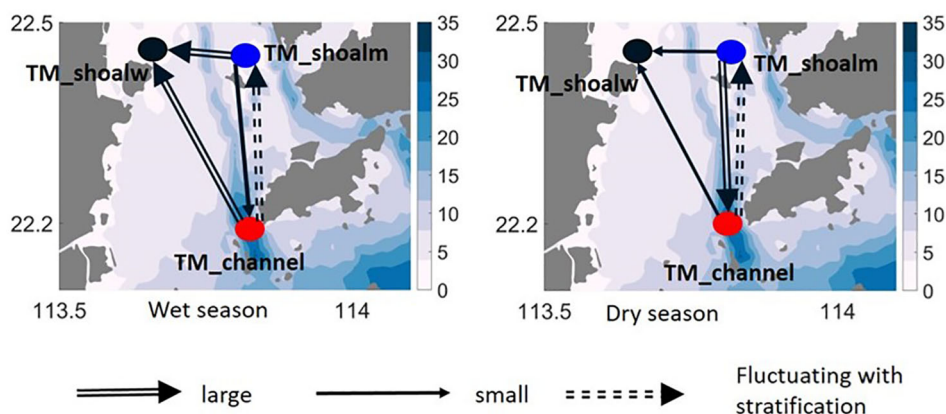 22.5
TM_shoalw
TM_shoalm
22.2
TM_channel
113.5
Wet season
114
35
30
25
20
15
10
0
22.5
TM_shoalw
TM_shoalm
22.2
TM_channel
113.5
Dry season
114
35
30
25
20
15
10
0
large
small
Fluctuating with
stratification